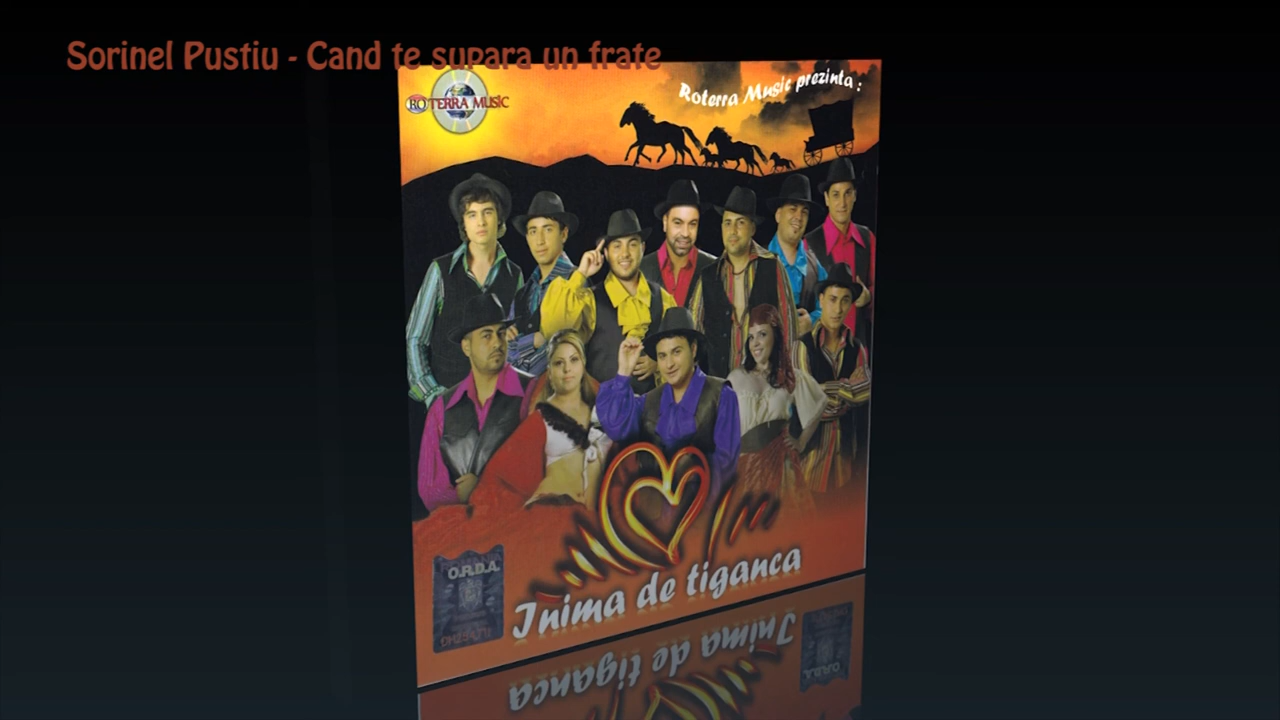 Sorinel Pustiu - Cand te supara un frate
ROTERRA MUSIC
Roterra Music prezinta :
O.R.D.A.
Inima de tiganca